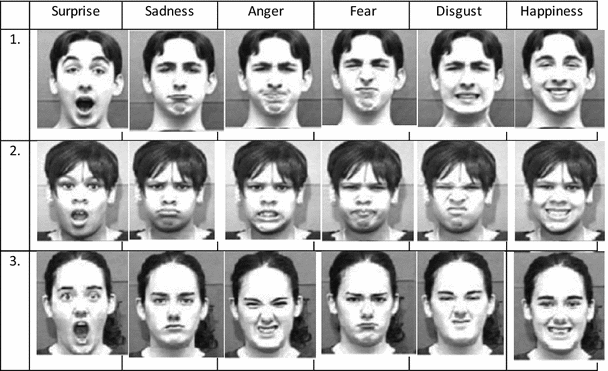 Surprise Sadness Anger Fear Disgust Happiness
1.
2.
3.